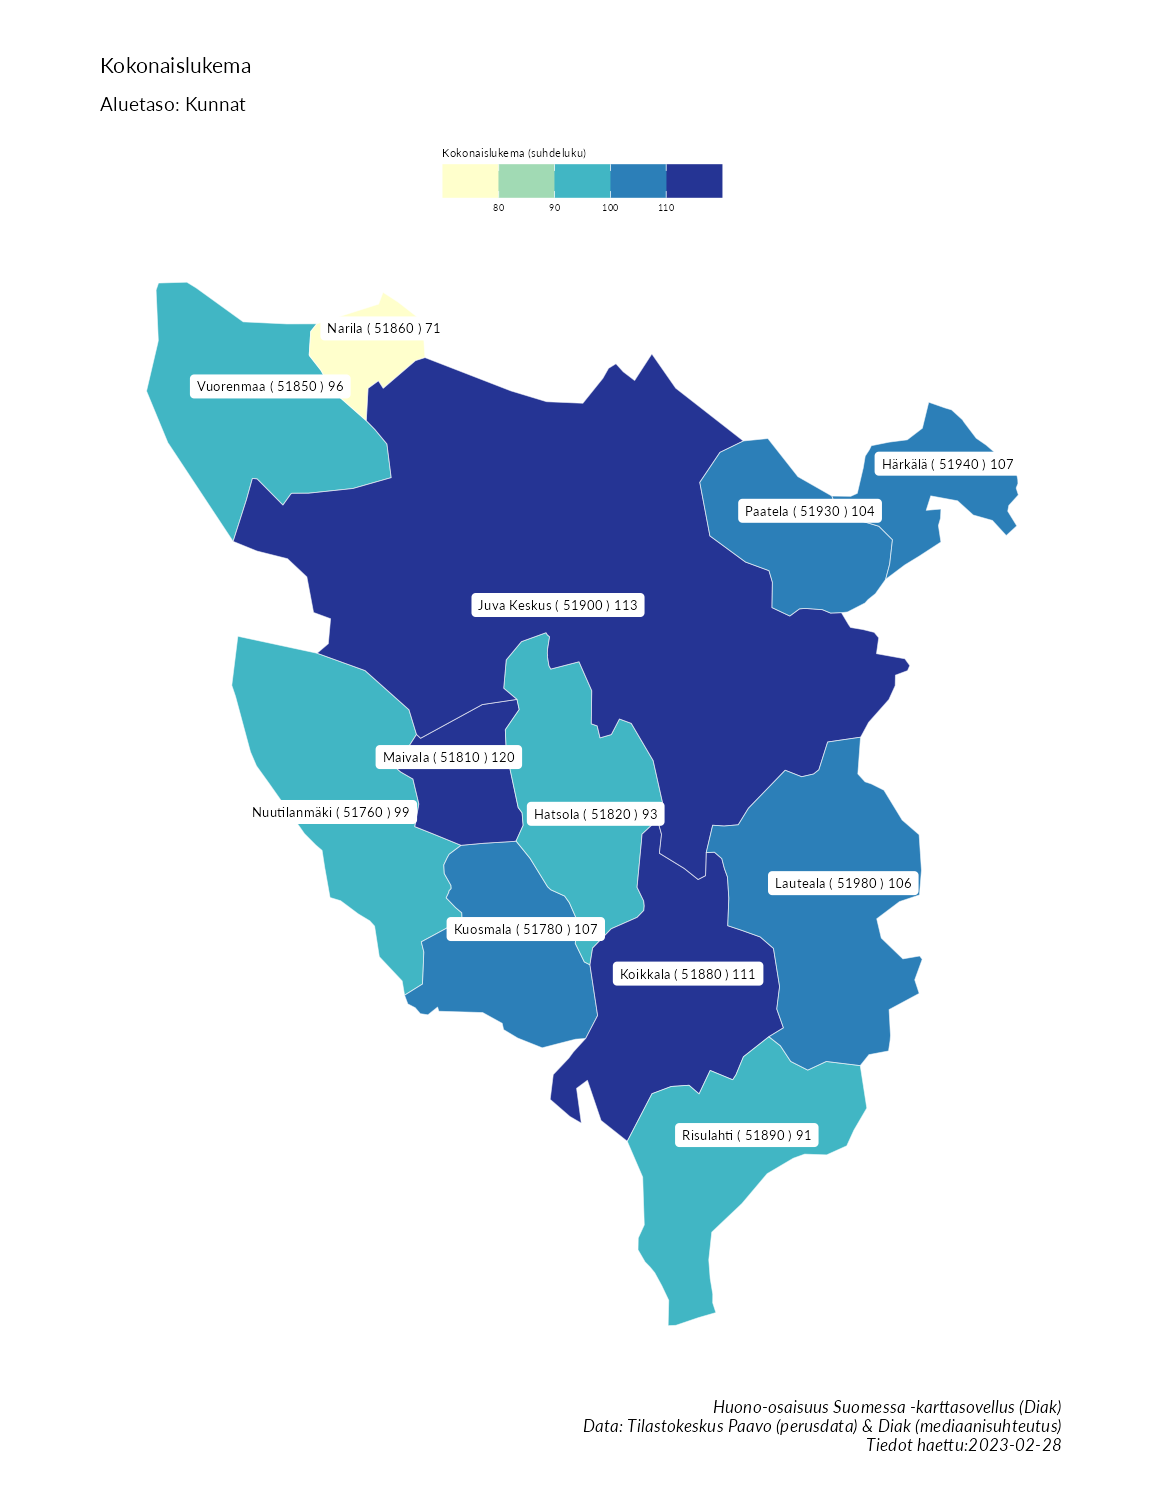 Kokonaislukema
Aluetaso: Kunnat
Kokonaislukema (suhdeluku)
80 90 100 110
Narila ( 51860 ) 71
Vuorenmaa ( 51850 ) 96
Härkälä ( 51940 ) 107
Paatela ( 51930 ) 104
Juva Keskus ( 51900 ) 113
Maivala ( 51810 ) 120
Nuutilanmäki ( 51760 ) 99
Hatsola ( 51820 ) 93
Lauteala ( 51980 ) 106
Kuosmala ( 51780 ) 107
Koikkala ( 51880 ) 111
Risulahti ( 51890 ) 91
Huono-osaisuus Suomessa -karttasovellus (Diak)
Data: Tilastokeskus Paavo (perusdata) & Diak (mediaanisuhteutus)
Tiedot haettu:2023-02-28